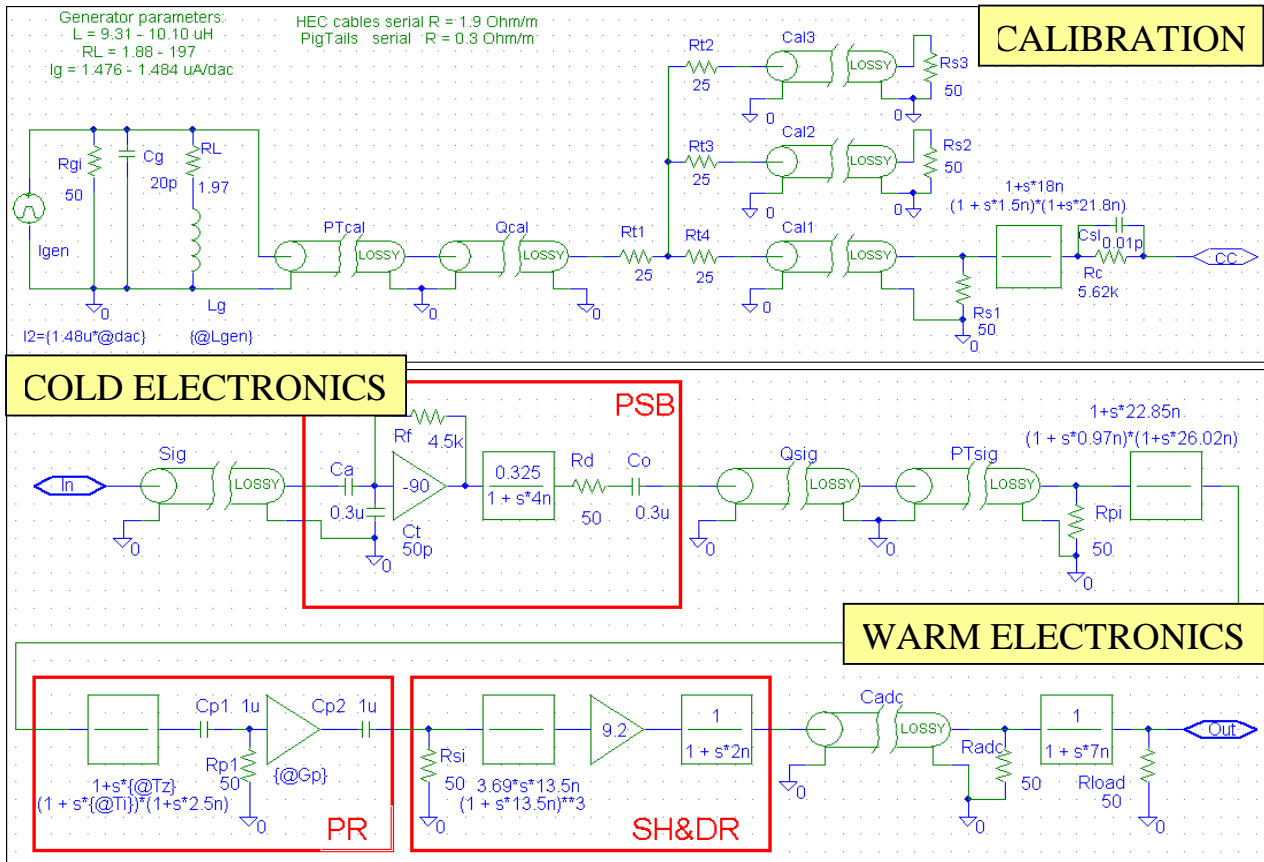 Generator parameters:
L = 9.31 - 10.10 uH
RL = 1.88 - 197
Ig = 1.476 - 1.484 uA/dac
HEC cables serial R = 1.9 Ohm/m
PigTails serial R = 0.3 Ohm/m
CALIBRATION
Rt2
25
Cal3
LOSSY
Rs3
50
0
0
Rt3
25
Cal2
LOSSY
Rs2
50
0
0
Rgi
50
Cg
20p
RL
1.97
Igen
Lg
0
I2={1.48u*@dac}
{@Lgen}
PTcal
LOSSY
0
Qcal
LOSSY
0
Rt1
25
Rt4
25
Cal1
LOSSY
0
Rs1
50
0
1+s*18n
(1 + s*1.5n)*(1+s*21.8n)
Csl
0.01p
Rc
5.62k
CC
COLD ELECTRONICS
PSB
In
Sig
LOSSY
0
Ca
0.3u
Rf
4.5k
-90
Ct
50p
0
0.325
1 + s*4n
Rd
50
Co
0.3u
Qsig
LOSSY
0
PTsig
LOSSY
0
Rpi
50
0
1+s*22.85n
(1 + s*0.97n)*(1+s*26.02n)
WARM ELECTRONICS
1+s*{@Tz}
(1 + s*{@Ti})*(1+s*2.5n)
Cp1 1u
Rp1
50
0
{@Gp}
Cp2 1u
PR
Rsi
50
0
3.69*s*13.5n
(1 + s*13.5n)**3
9.2
1
1 + s*2n
SH&DR
Cadc
LOSSY
0
Radc
50
0
1
1 + s*7n
Rload
50
0
Out